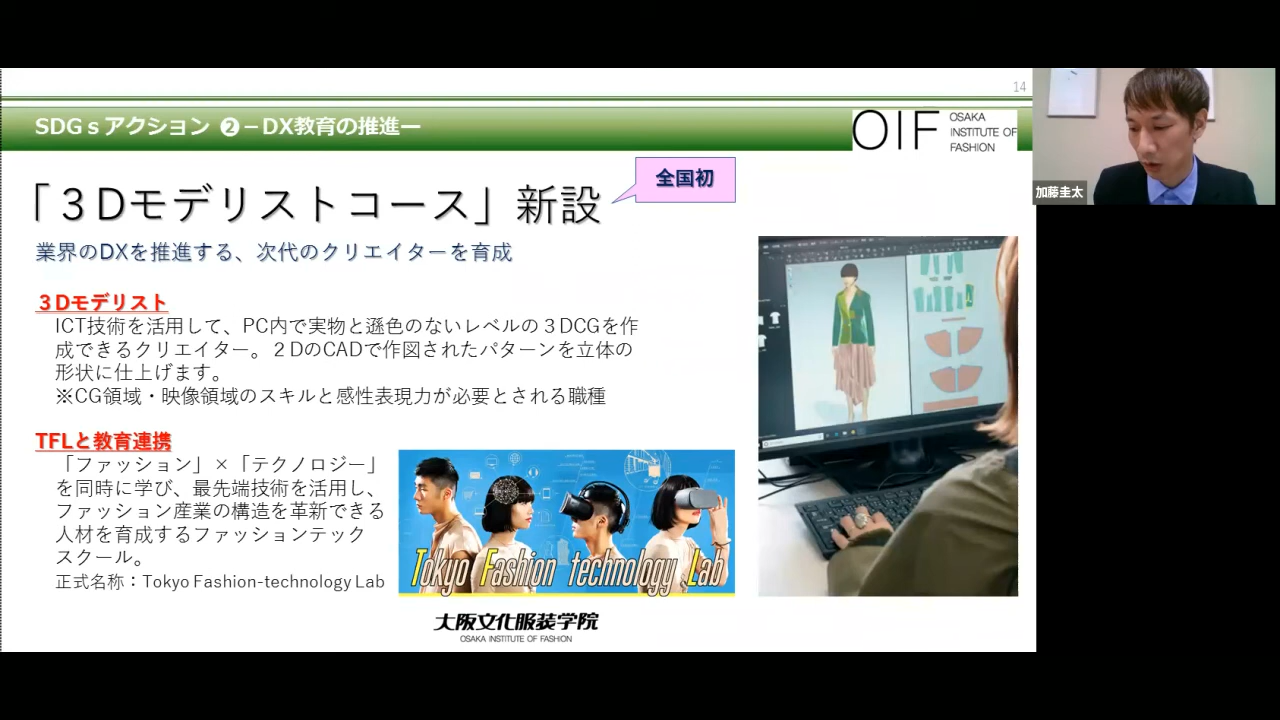 14
SDGｓアクション ❷－DX教育の推進ー
OIF
OSAKA
INSTITUTE OF
FASHION
加藤圭太
「３Dモデリストコース」新設
全国初
業界のDXを推進する、次代のクリエイターを育成
３Dモデリスト
ICT技術を活用して、PC内で実物と遜色のないレベルの３DCGを作
成できるクリエイター。２DのCADで作図されたパターンを立体の
形状に仕上げます。
※CG領域・映像領域のスキルと感性表現力が必要とされる職種
TFLと教育連携
「ファッション」×「テクノロジー」
を同時に学び、最先端技術を活用し、
ファッション産業の構造を革新できる
人材を育成するファッションテック
スクール。
正式名称：Tokyo Fashion-technology Lab
Tokyo Fashion technology Lab
大阪文化服装学院
OSAKA INSTITUTE OF FASHION